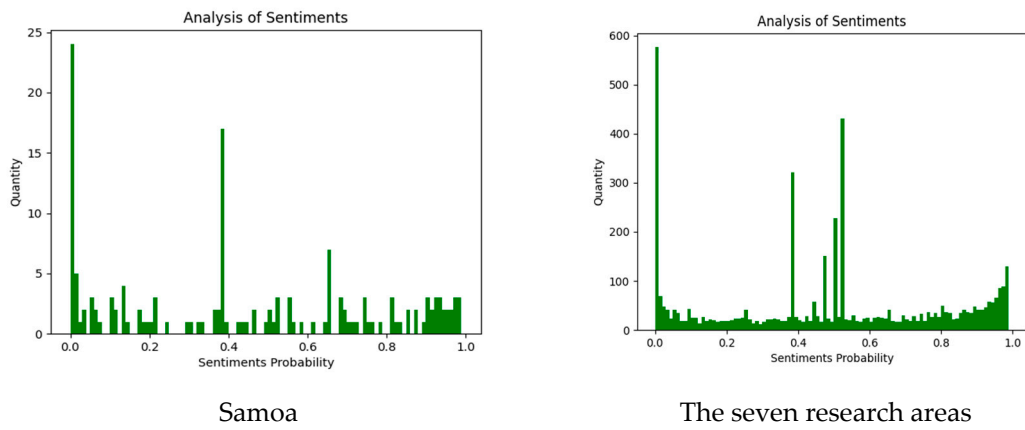 Analysis of Sentiments
25
20
15
10
5
0
Quantity
0.0 0.2 0.4 0.6 0.8 1.0
Sentiments Probability
Samoa
Analysis of Sentiments
600
500
400
300
200
100
0
Quantity
0.0 0.2 0.4 0.6 0.8 1.0
Sentiments Probability
The seven research areas